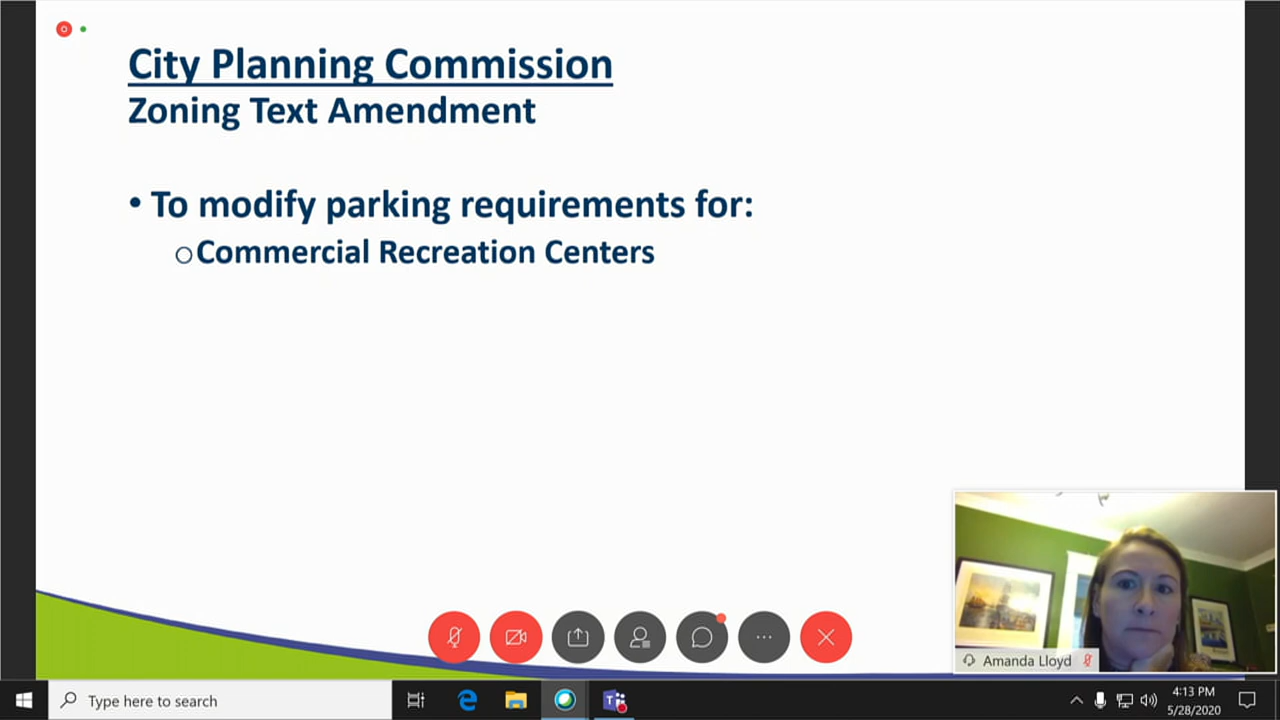 City Planning Commission
Zoning Text Amendment
• To modify parking requirements for:
○ Commercial Recreation Centers
Amanda Lloyd
Type here to search
4:13 PM
5/28/2020